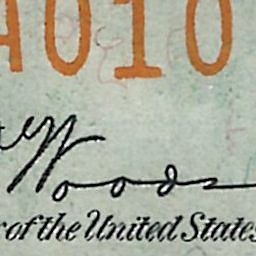 A010
Woods
of the United States